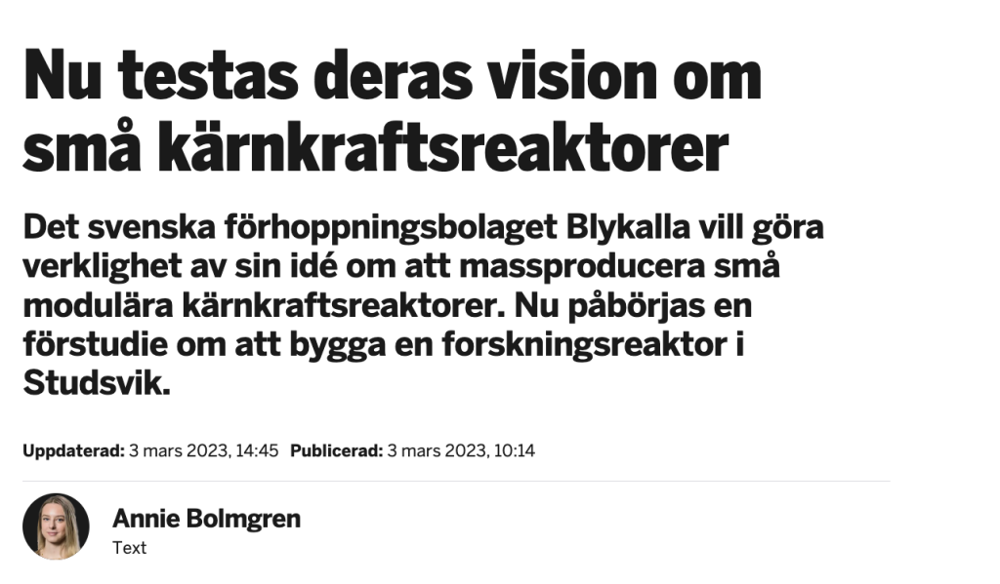 Nu testas deras vision om
små kärnkraftsreaktorer
Det svenska förhoppningsbolaget Blykalla vill göra
verklighet av sin idé om att massproducera små
modulära kärnkraftsreaktorer. Nu påbörjas en
förstudie om att bygga en forskningsreaktor i
Studsvik.
Uppdaterad: 3 mars 2023, 14:45 Publicerad: 3 mars 2023, 10:14
Annie Bolmgren
Text